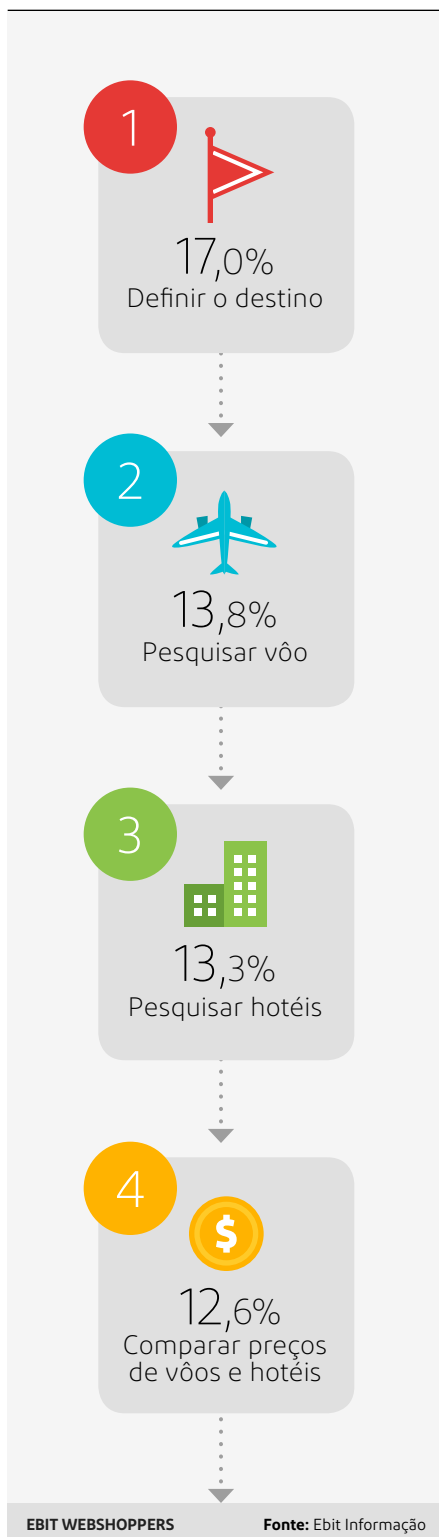 1
17,0%
Definir o destino
2
13,8%
Pesquisar vôo
3
13,3%
Pesquisar hotéis
4
$
12,6%
Comparar preços
de vôos e hotéis
EBIT WEBSHOPPERS Fonte: Ebit Informação